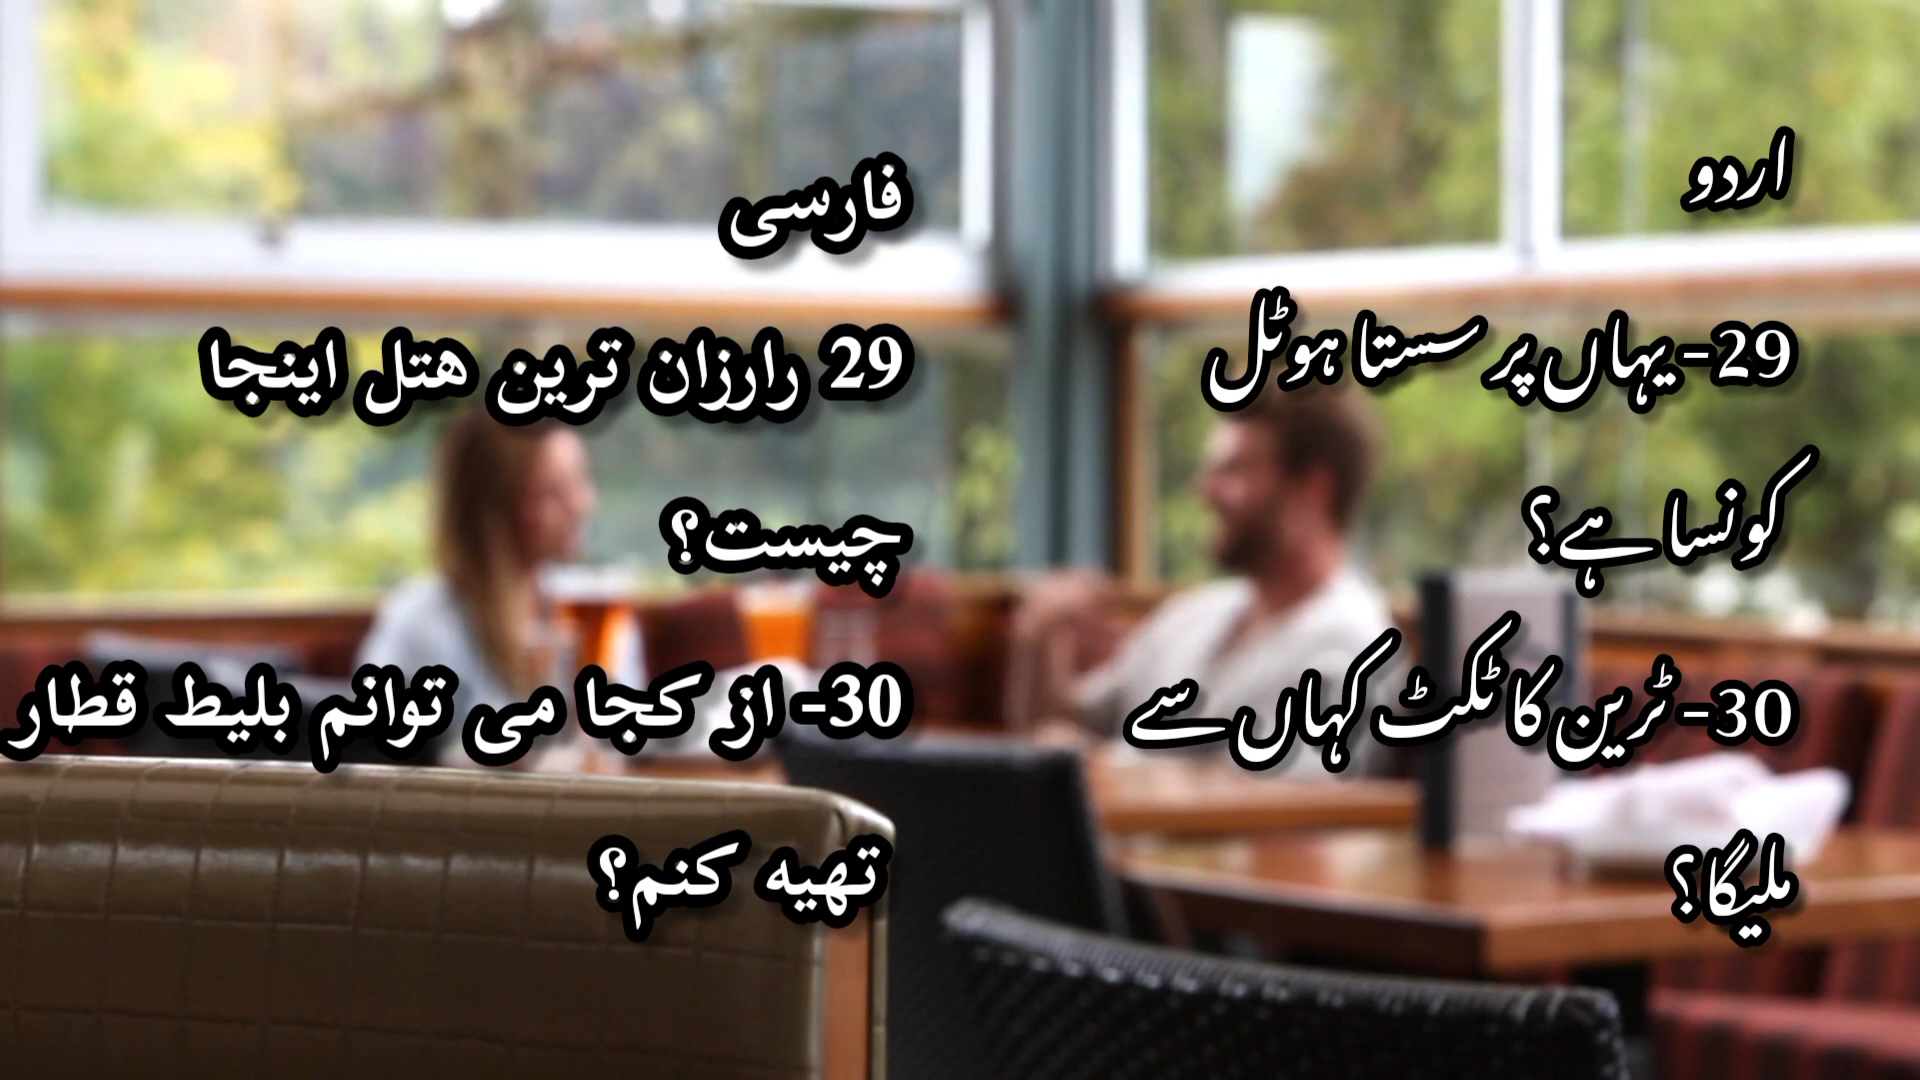 اردو
29-یہاں پر سستا ہوٹل
کونسا ہے؟
30-ٹرین کا ٹکٹ کہاں سے
ملیگا؟
فارسی
29 رارزان ترین هتل اینجا
چیست؟
30- از کجا می توانم بلیط قطار
تهیه کنم؟